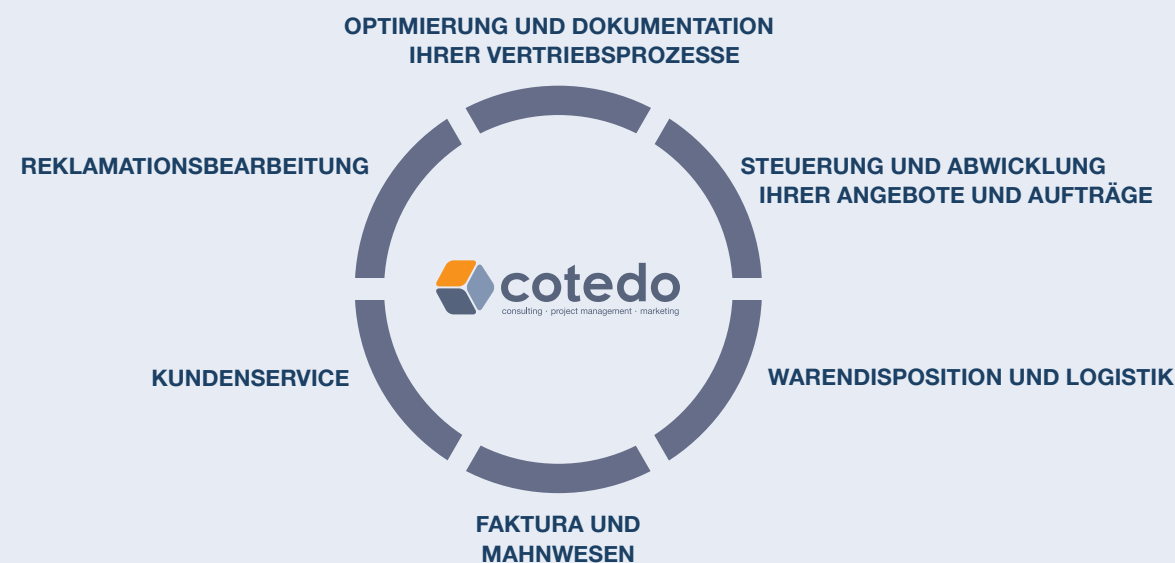 OPTIMIERUNG UND DOKUMENTATION
IHRER VERTRIEBSPROZESSE
REKLAMATIONSBEARBEITUNG
STEUERUNG UND ABWICKLUNG
IHRER ANGEBOTE UND AUFTRÄGE
cotedo
consulting · project management · marketing
KUNDENSERVICE
WARENDISPOSITION UND LOGISTIK
FAKTURA UND
MAHNWESEN